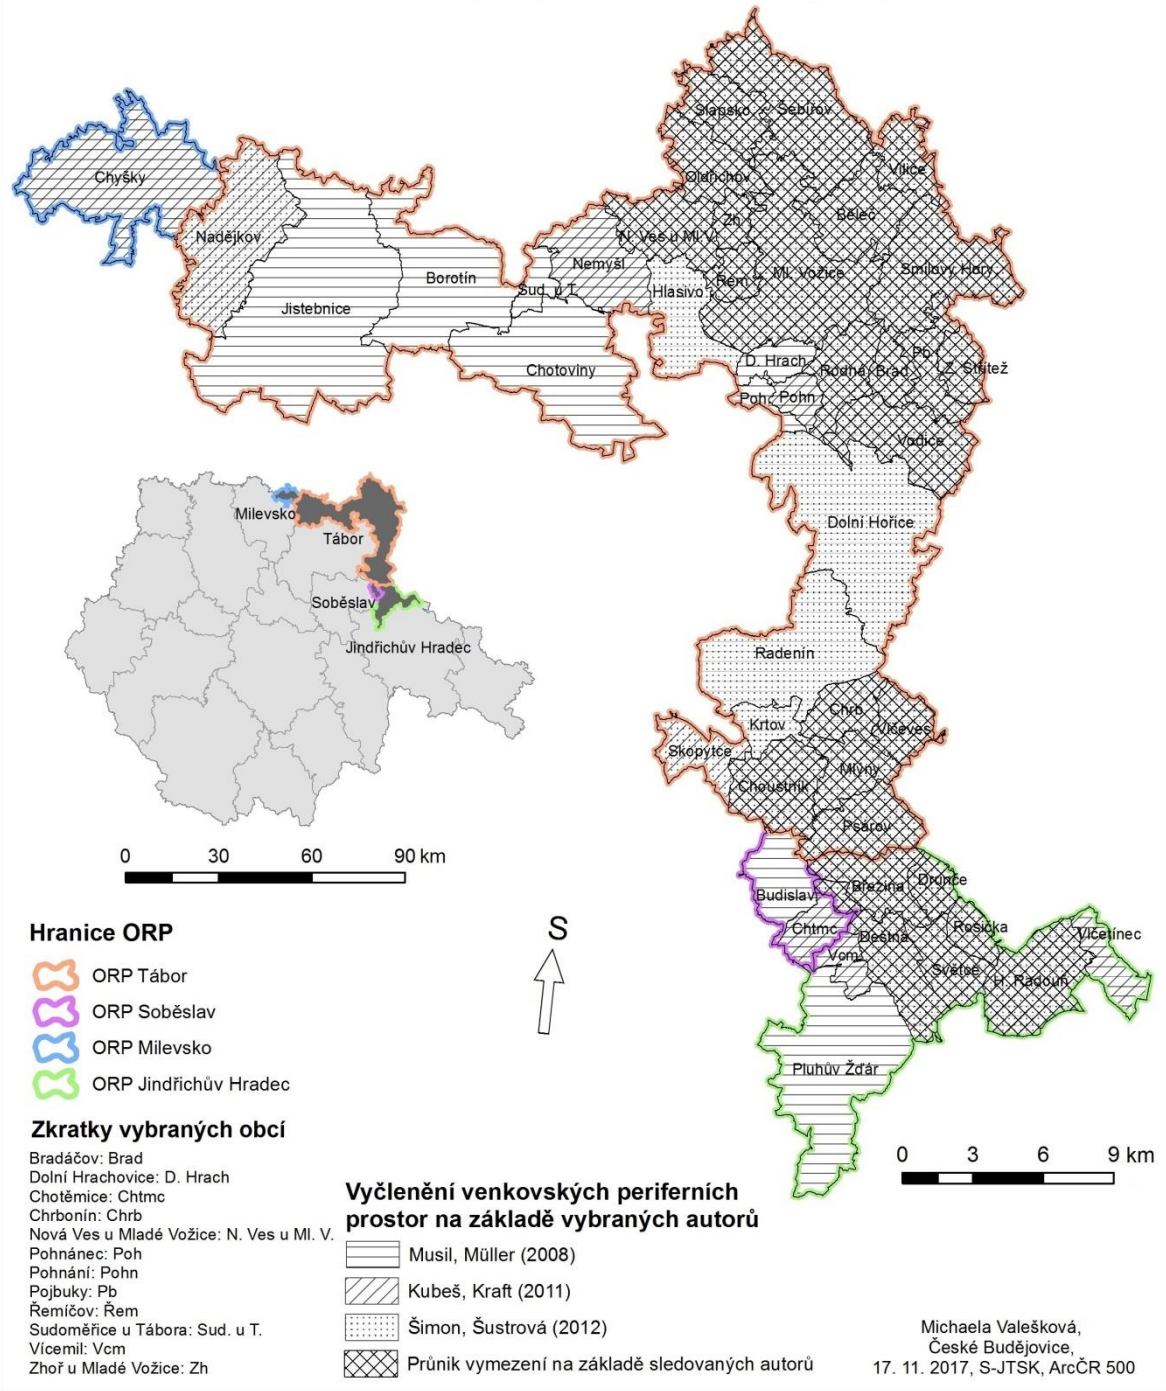 Slapsko
Šebířov
Chyšky
Oldřichov
Vilice
Nadějkov
Zh
Běleč
N. Ves u Ml.V.
Nemyšl
Borotín
Řem
Ml. Vožice
Smilovy Hory
Sud. u T.
Hlasivo
Jistebnice
D. Hrach
Pb
Chotoviny
Rodná
Brad
Z. Střítež
Poh
Pohn
Vodice
Dolní Hořice
Milevsko
Tábor
Soběslav
Jindřichův Hradec
Radenín
Chrb
Krtov
Vlčeves
Skopytce
Mlýny
Choustník
Psárov
0 30 60 90 km
Drunče
Březina
Budislav
Chtmc
Rosička
Vlčetínec
Deštná
Vcm
Světce
H. Radouň
Pluhův Žďár
S
Hranice ORP
ORP Tábor
ORP Soběslav
ORP Milevsko
ORP Jindřichův Hradec
Zkratky vybraných obcí
Bradáčov: Brad
Dolní Hrachovice: D. Hrach
Chotěmice: Chtmc
Chrbonín: Chrb
Nová Ves u Mladé Vožice: N. Ves u Ml. V.
Pohnánec: Poh
Pohnání: Pohn
Pojbuky: Pb
Řemíčov: Řem
Sudoměřice u Tábora: Sud. u T.
Vícemil: Vcm
Zhoř u Mladé Vožice: Zh
0 3 6 9 km
Vyčlenění venkovských periferních
prostor na základě vybraných autorů
Musil, Müller (2008)
Kubeš, Kraft (2011)
Šimon, Šustrová (2012)
Průnik vymezení na základě sledovaných autorů
Michaela Valešková,
České Budějovice,
17. 11. 2017, S-JTSK, ArcČR 500